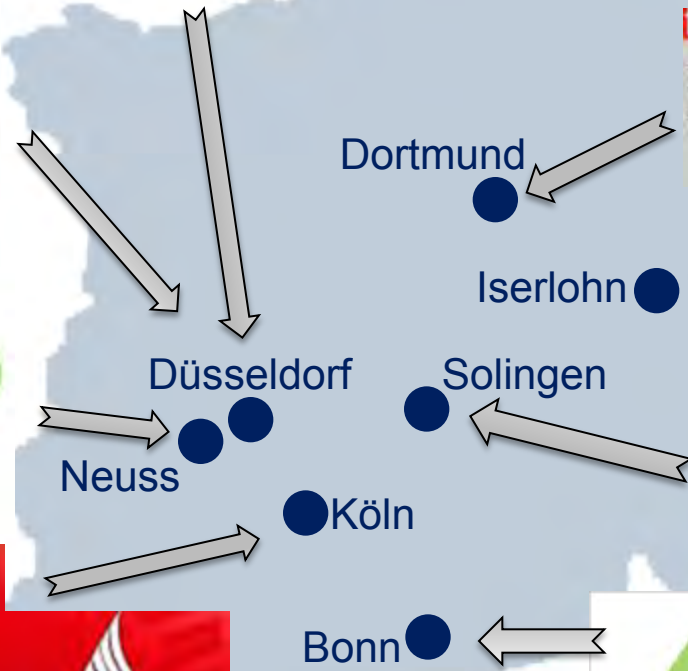 Dortmund
Iserlohn
Düsseldorf
Solingen
Neuss
Köln
Bonn